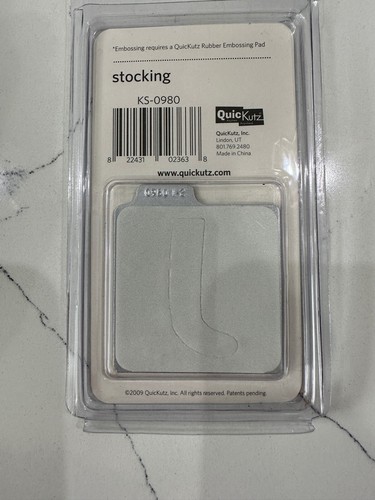 *Embossing requires a QuicKutz Rubber Embossing Pad
stocking
KS-0980
QuicKutz.
QuicKutz, Inc.
Lindon, UT
801.769.2480
Made in China
8 22431 02363 8
www.quickutz.com
©2009 QuicKutz, Inc. All rights reserved. Patents pending.